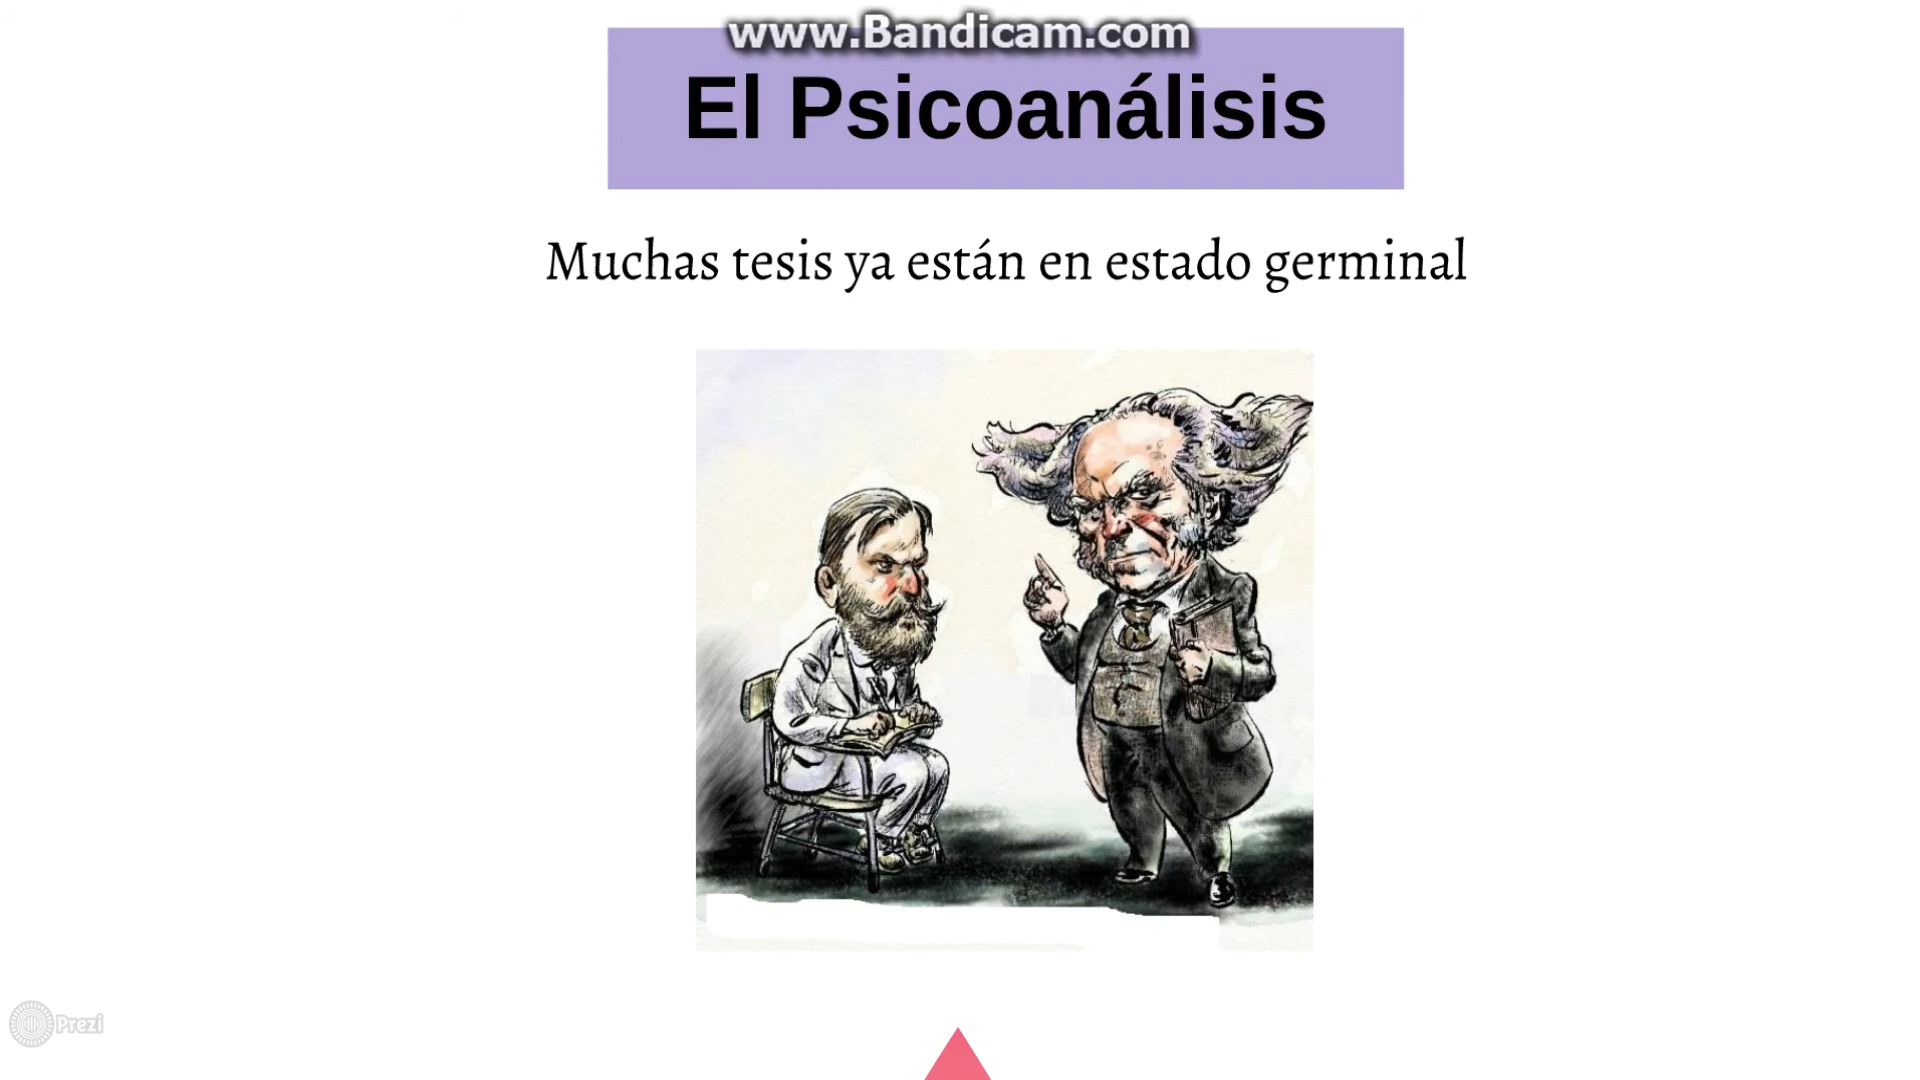 www.Bandicam.com
El Psicoanálisis
Muchas tesis ya están en estado germinal
Prezi